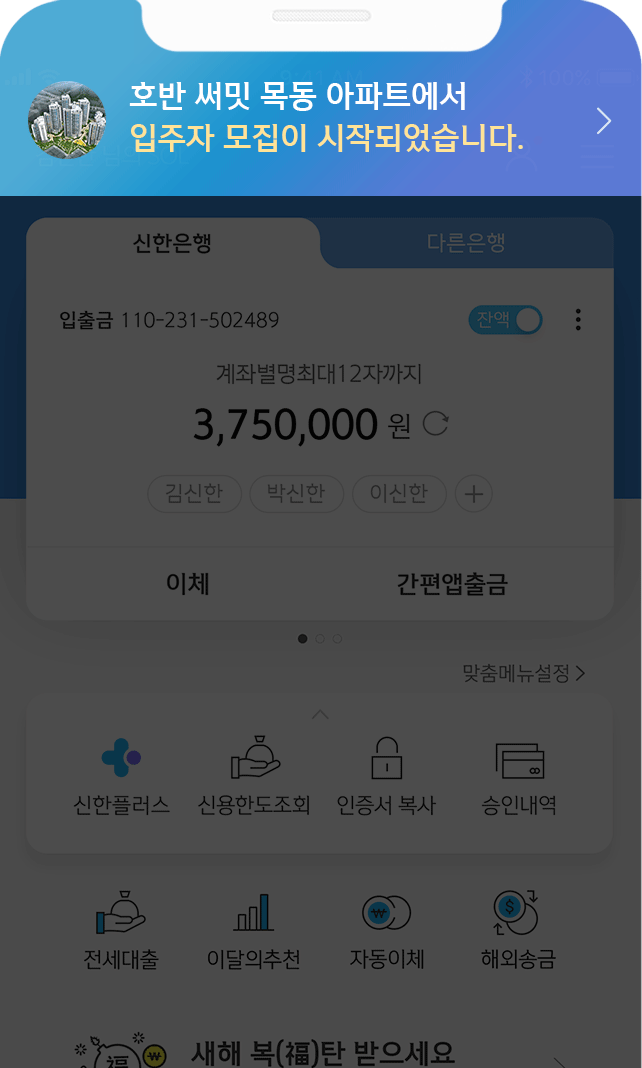 100%
호반 써밋 목동 아파트에서
입주자 모집이 시작되었습니다.
신한은행
다른은행
입출금 110-231-502489
잔액
계좌별명최대12자까지
3,750,000 원
김신한
박신한
이신한
이체
간편앱출금
맞춤메뉴설정
신한플러스
신용한도조회
인증서 복사
승인내역
전세대출
이달의추천
자동이체
해외송금
福
새해 복(福)탄 받으세요